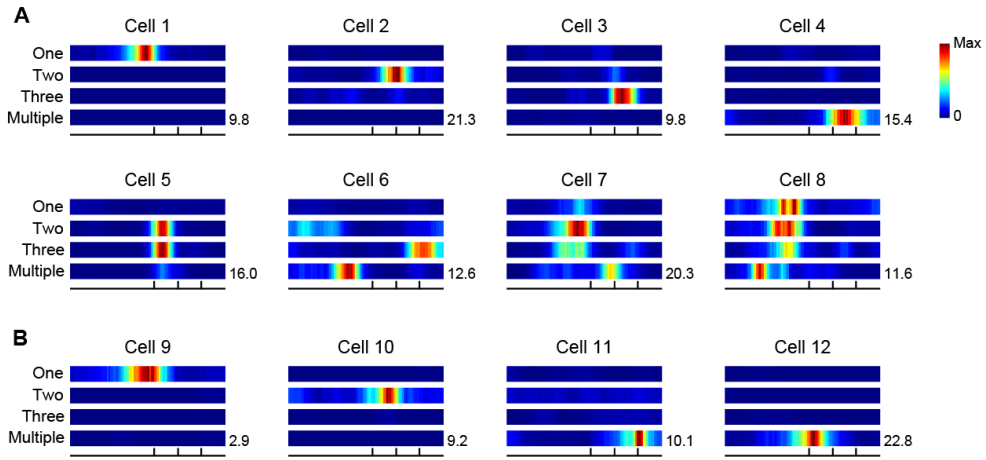 A
Cell 1 Cell 2 Cell 3 Cell 4
One
Two
Three
Multiple 9.8 21.3 9.8 15.4
Max
0
Cell 5 Cell 6 Cell 7 Cell 8
One
Two
Three
Multiple 16.0 12.6 20.3 11.6
B
Cell 9 Cell 10 Cell 11 Cell 12
One
Two
Three
Multiple 2.9 9.2 10.1 22.8